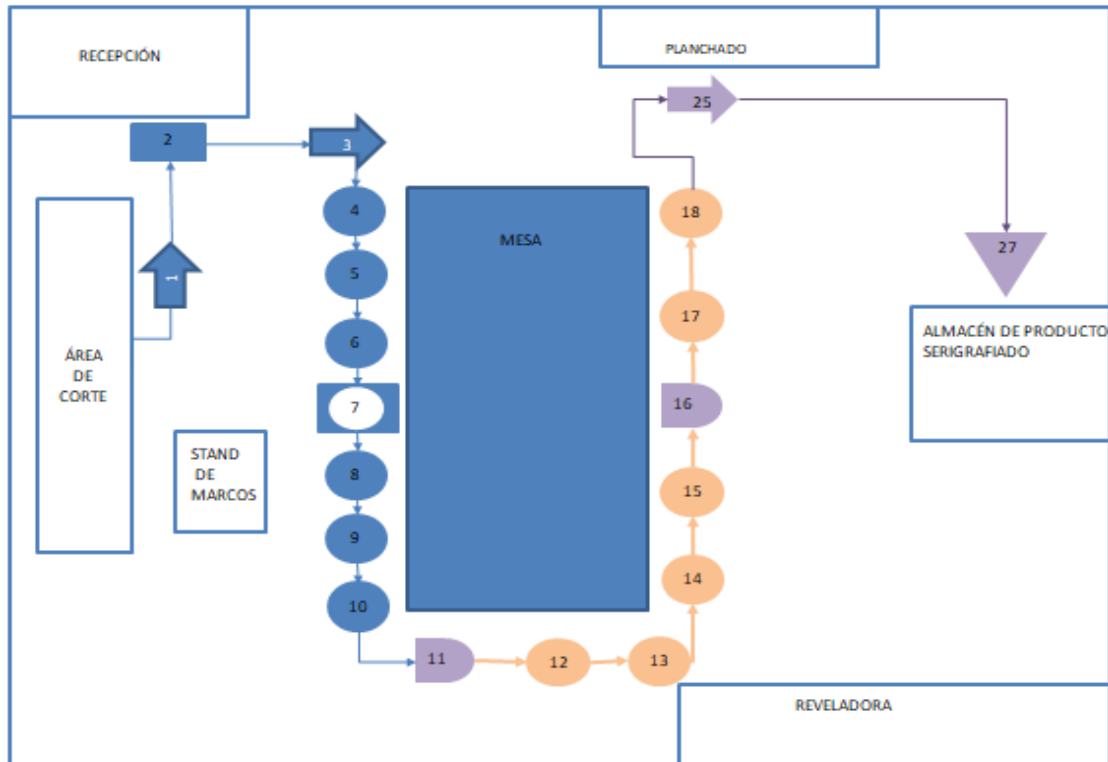 RECEPCIÓN
PLANCHADO
25
2
3
1
4
5
6
7
8
9
10
MESA
18
17
16
15
14
27
ALMACÉN DE PRODUCTO
SERIGRAFIADO
ÁREA
DE
CORTE
STAND
DE
MARCOS
11
12
13
REVELADORA